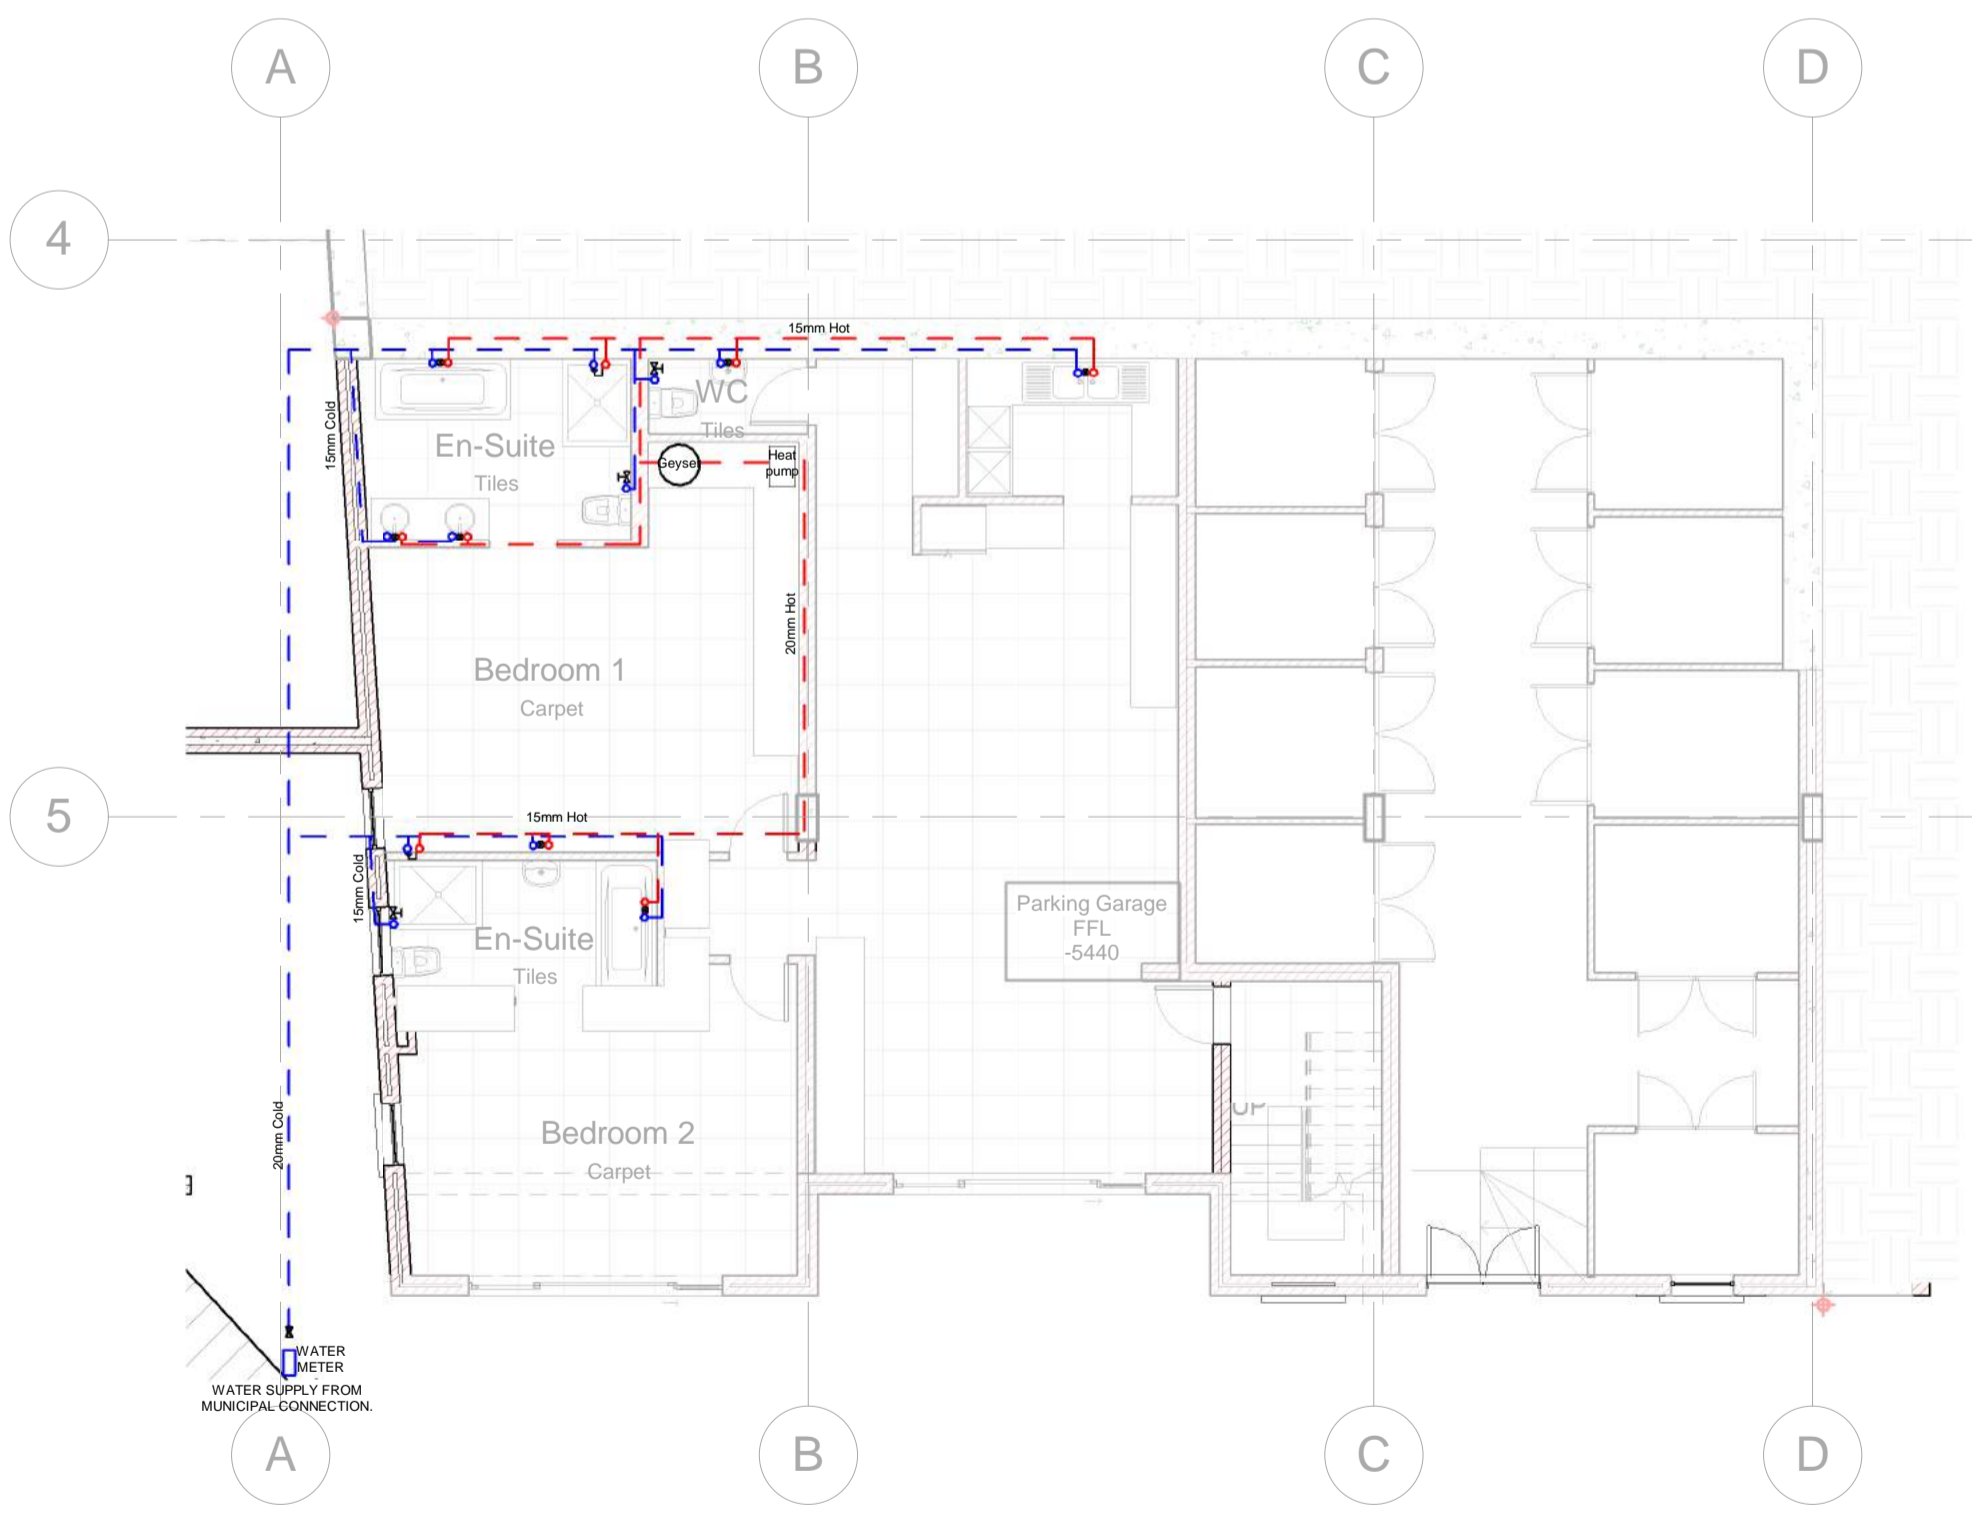 A
B
C
D
4
15mm Hot
15mm Cold
WC
Tiles
En-Suite
Tiles
Geyser
Heat
pump
20mm Hot
Bedroom 1
Carpet
5
15mm Hot
15mm Cold
En-Suite
Tiles
Parking Garage
FFL
-5440
20mm Cold
UP
Bedroom 2
Carpet
WATER
METER
WATER SUPPLY FROM
MUNICIPAL CONNECTION.
A
B
C
D